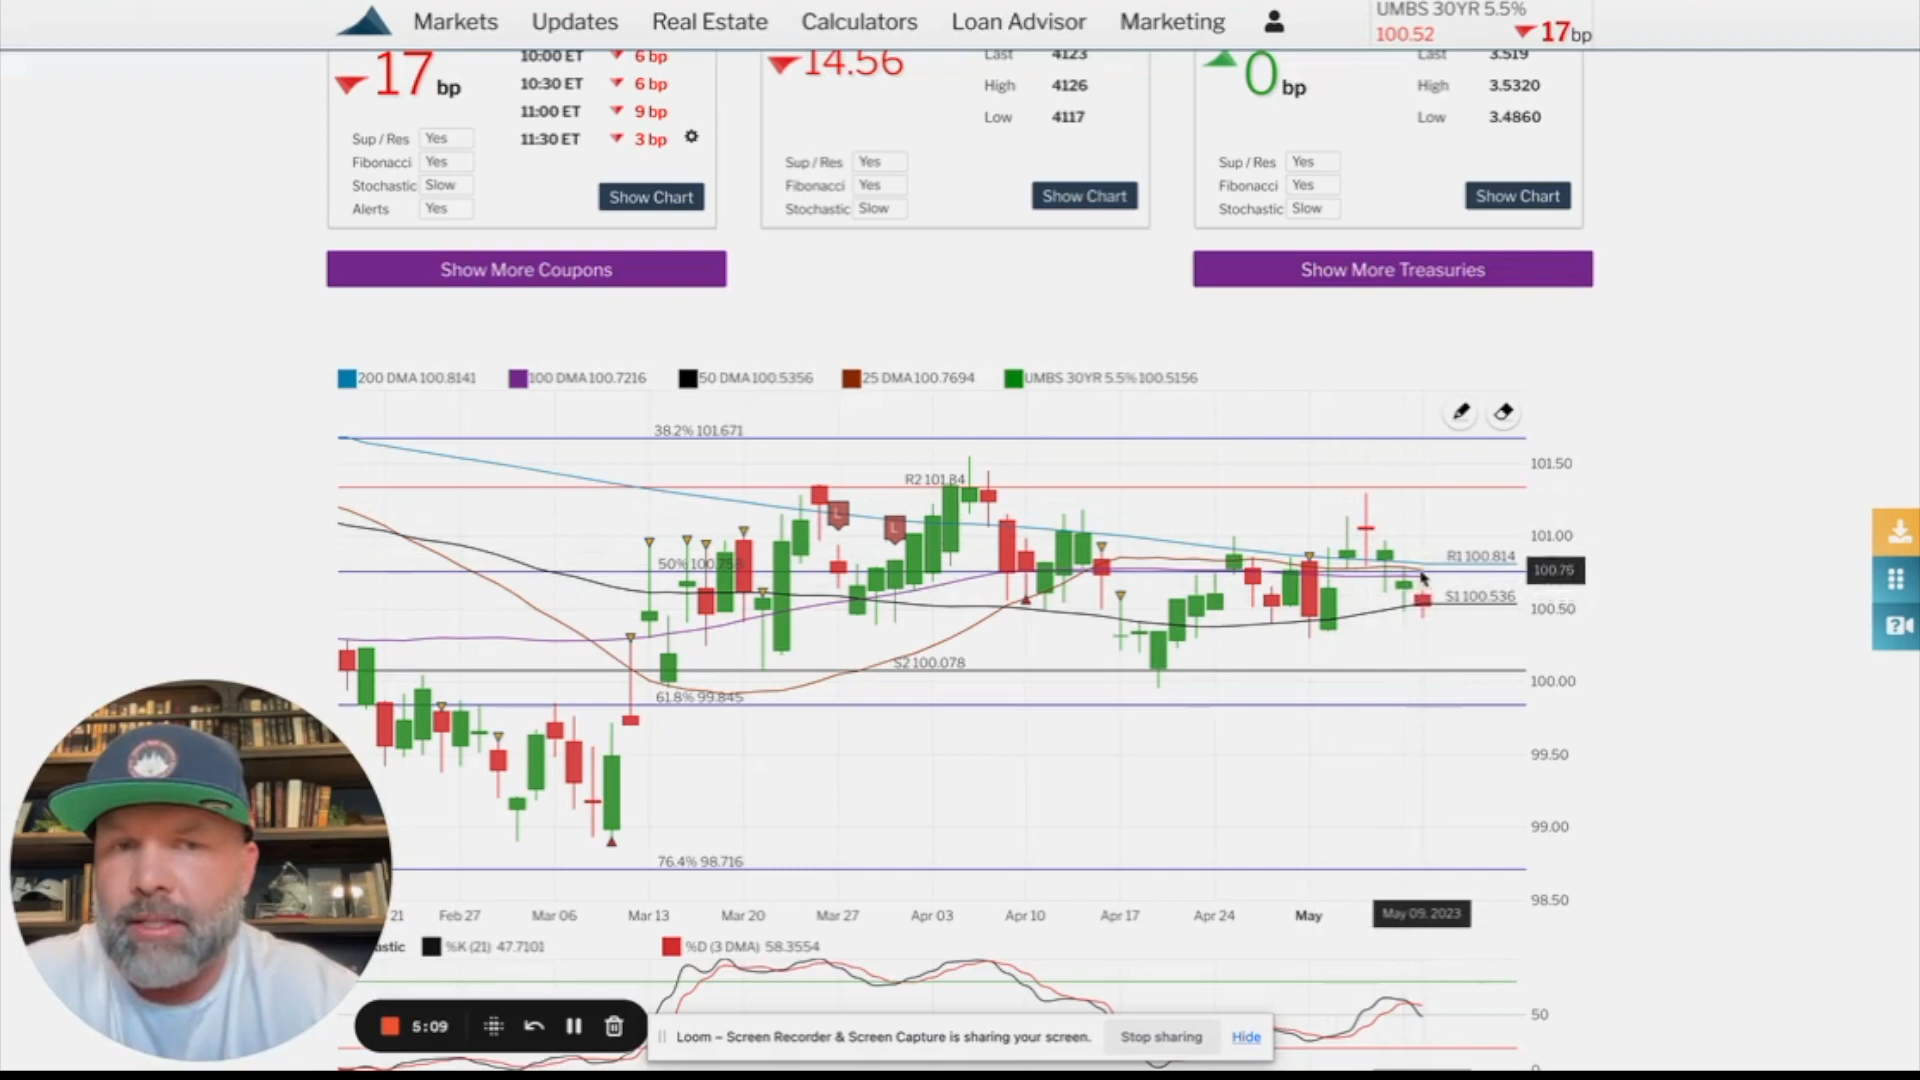 Markets Updates Real Estate Calculators Loan Advisor Marketing
UMBS 30YR 5.5%
100.52 17bp
17 bp
10:00 ET 6 bp
10:30 ET 6 bp
11:00 ET 9 bp
11:30 ET 3 bp
Sup / Res Yes
Fibonacci Yes
Stochastic Slow
Alerts Yes
Show Chart
14.56
Last 4123
High 4126
Low 4117
Sup / Res Yes
Fibonacci Yes
Stochastic Slow
Show Chart
0 bp
Last 3.519
High 3.5320
Low 3.4860
Sup / Res Yes
Fibonacci Yes
Stochastic Slow
Show Chart
Show More Coupons
Show More Treasuries
200 DMA 100.8141 100 DMA 100.7216 50 DMA 100.5356 25 DMA 100.7694 UMBS 30YR 5.5% 100.5156
38.2% 101.671
101.50
R2 101.84
L
L
101.00
R1 100.814
50% 100.758
100.76
S1 100.536
100.50
S2 100.078
100.00
61.8% 99.845
99.50
99.00
76.4% 98.716
98.50
21 Feb 27 Mar 06 Mar 13 Mar 20 Mar 27 Apr 03 Apr 10 Apr 17 Apr 24 May May 09, 2023
astic %K (21) 47.7101 %D (3 DMA) 58.3554
50
5:09
Loom – Screen Recorder & Screen Capture is sharing your screen. Stop sharing Hide